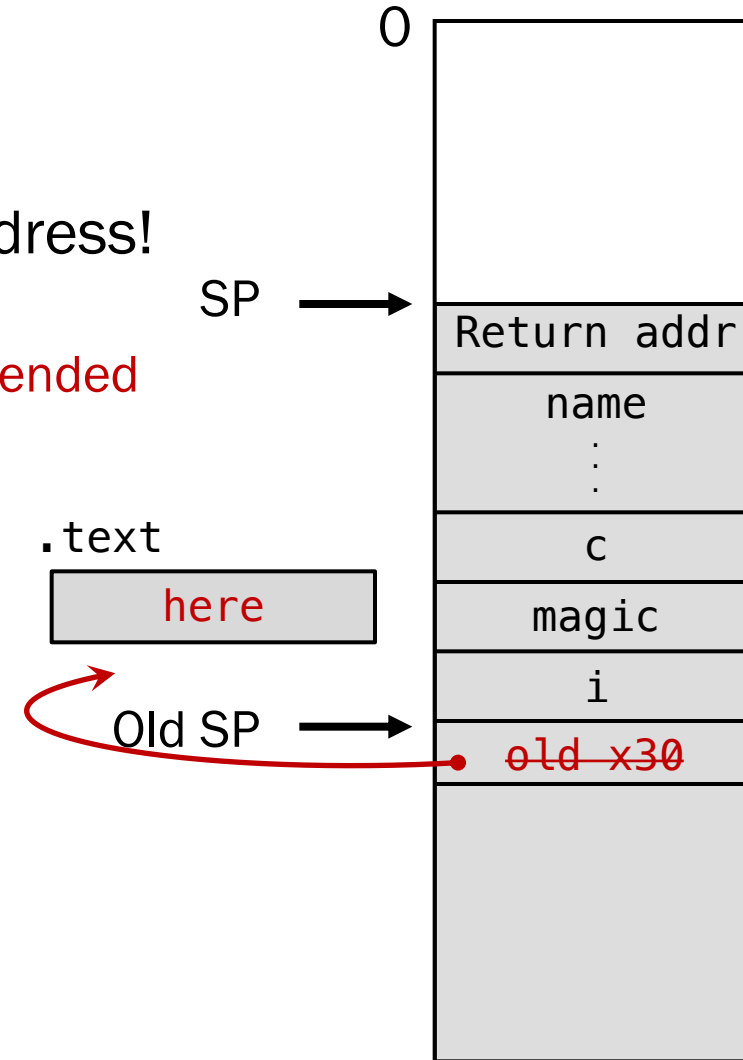 0
dress!
SP
Return addr
ended
name
.
.
.
.text
c
here
magic
i
Old SP
old x30